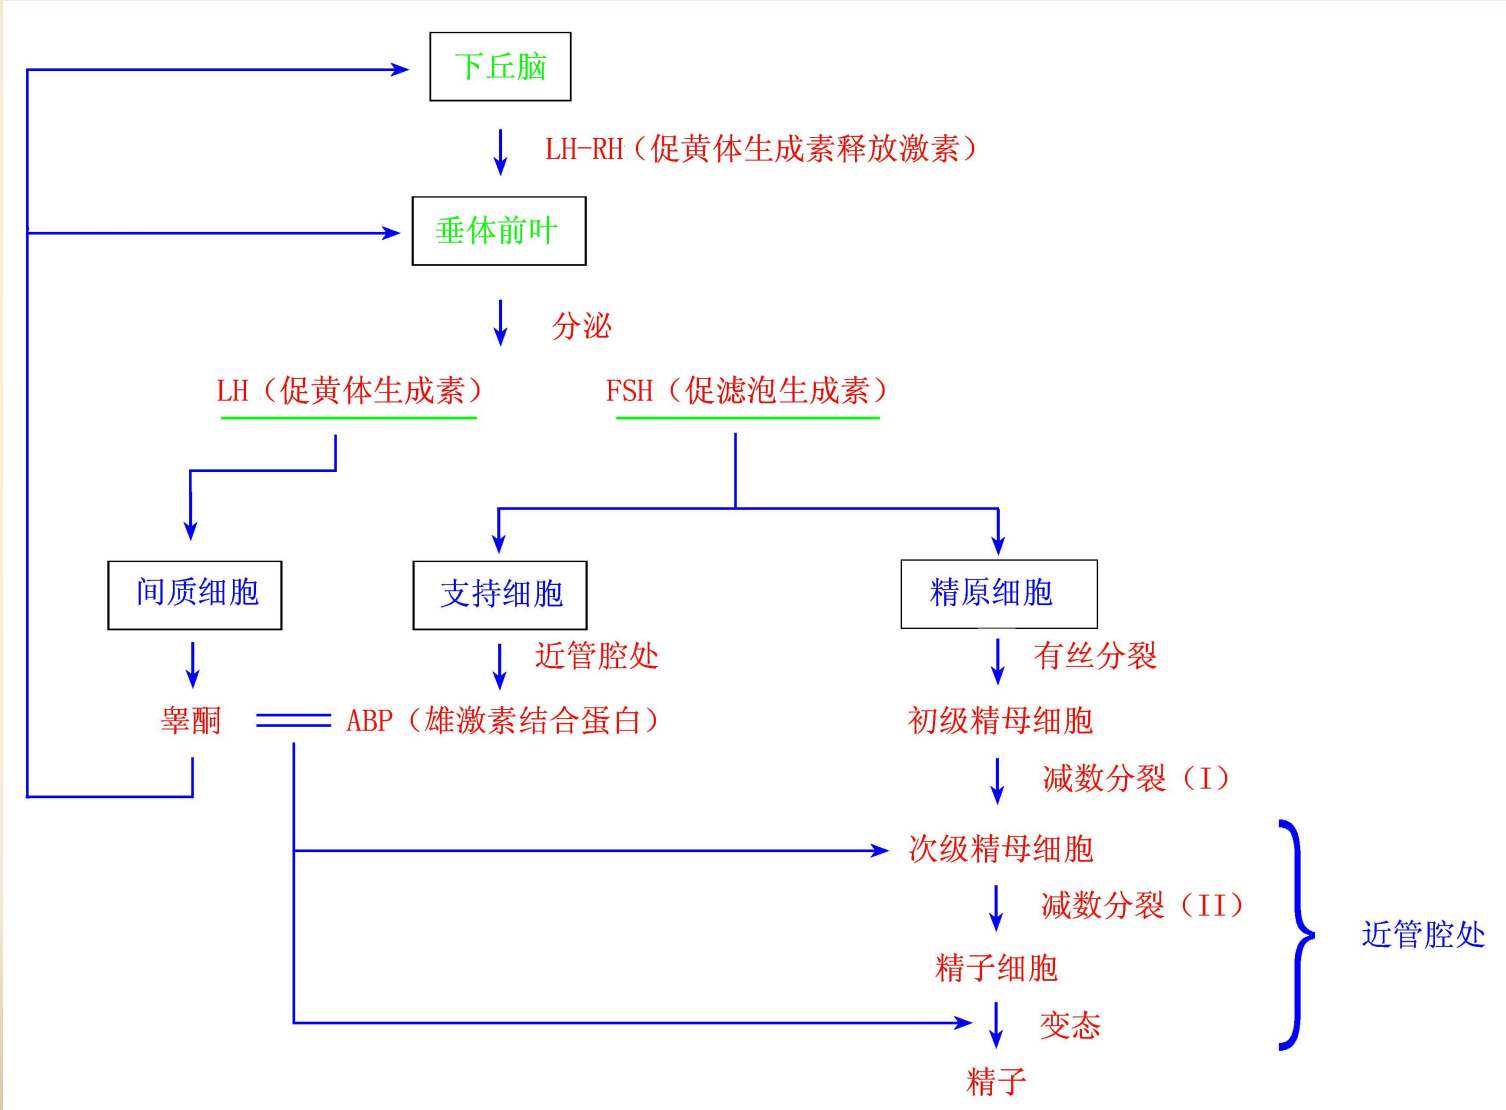 下丘脑
LH-RH（促黄体生成素释放激素）
垂体前叶
分泌
LH（促黄体生成素）
FSH（促滤泡生成素）
间质细胞
支持细胞
精原细胞
近管腔处
有丝分裂
睾酮
ABP（雄激素结合蛋白）
初级精母细胞
减数分裂（I）
次级精母细胞
减数分裂（II）
近管腔处
精子细胞
变态
精子